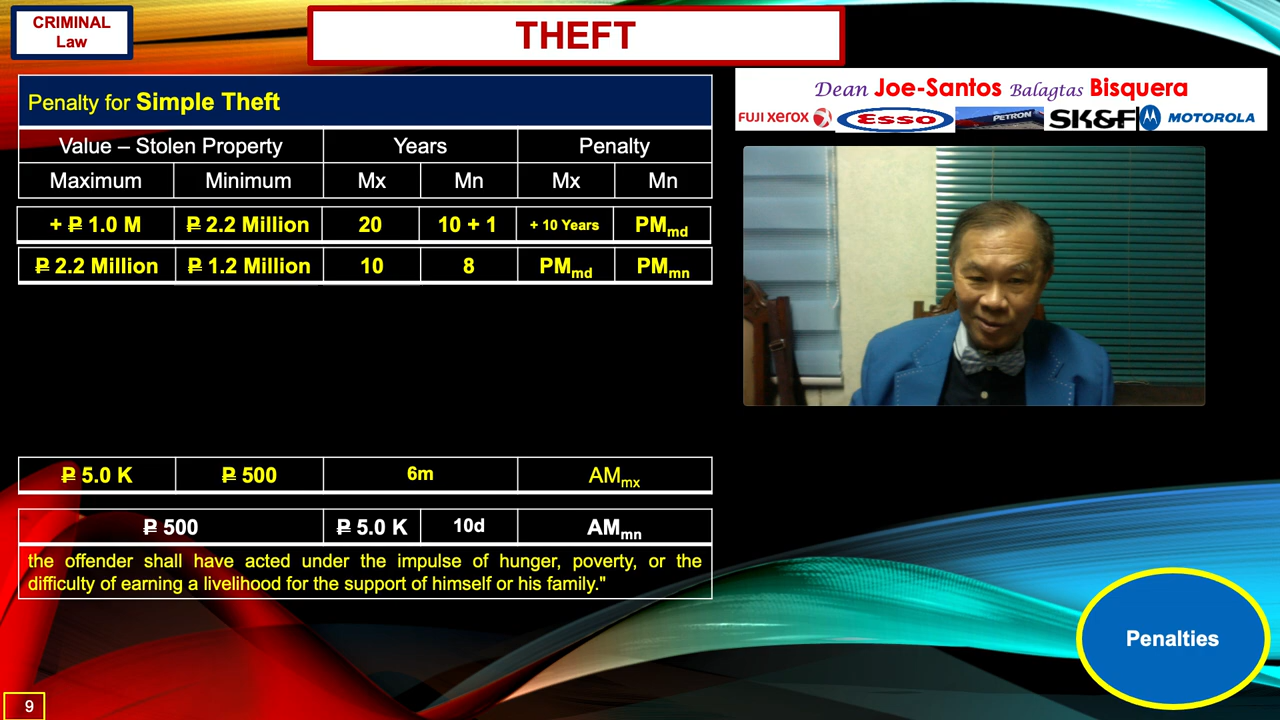 CRIMINAL
Law
THEFT
Dean Joe-Santos Balagtas Bisquera
FUJI xerox Esso PETRON SK&F MOTOROLA
Penalty for Simple Theft
Value – Stolen Property Years Penalty
Maximum Minimum Mx Mn Mx Mn
+ ₱ 1.0 M ₱ 2.2 Million 20 10 + 1 + 10 Years PMmd
₱ 2.2 Million ₱ 1.2 Million 10 8 PMmd PMmn
₱ 5.0 K ₱ 500 6m AMmx
₱ 500 ₱ 5.0 K 10d AMmn
the offender shall have acted under the impulse of hunger, poverty, or the
difficulty of earning a livelihood for the support of himself or his family."
Penalties
9